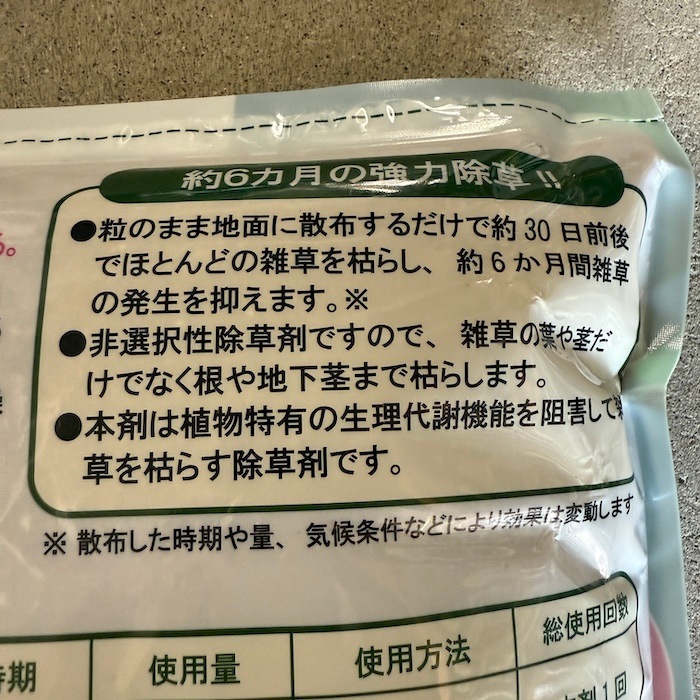 約6カ月の強力除草!!
●粒のまま地面に散布するだけで約30日前後
でほとんどの雑草を枯らし、約6か月間雑草
の発生を抑えます。※
●非選択性除草剤ですので、雑草の葉や茎だ
けでなく根や地下茎まで枯らします。
●本剤は植物特有の生理代謝機能を阻害して雑
草を枯らす除草剤です。
※散布した時期や量、気候条件などにより効果は変動します
時期 使用量 使用方法 総使用回数
本剤1回